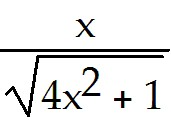 x
√4x² + 1